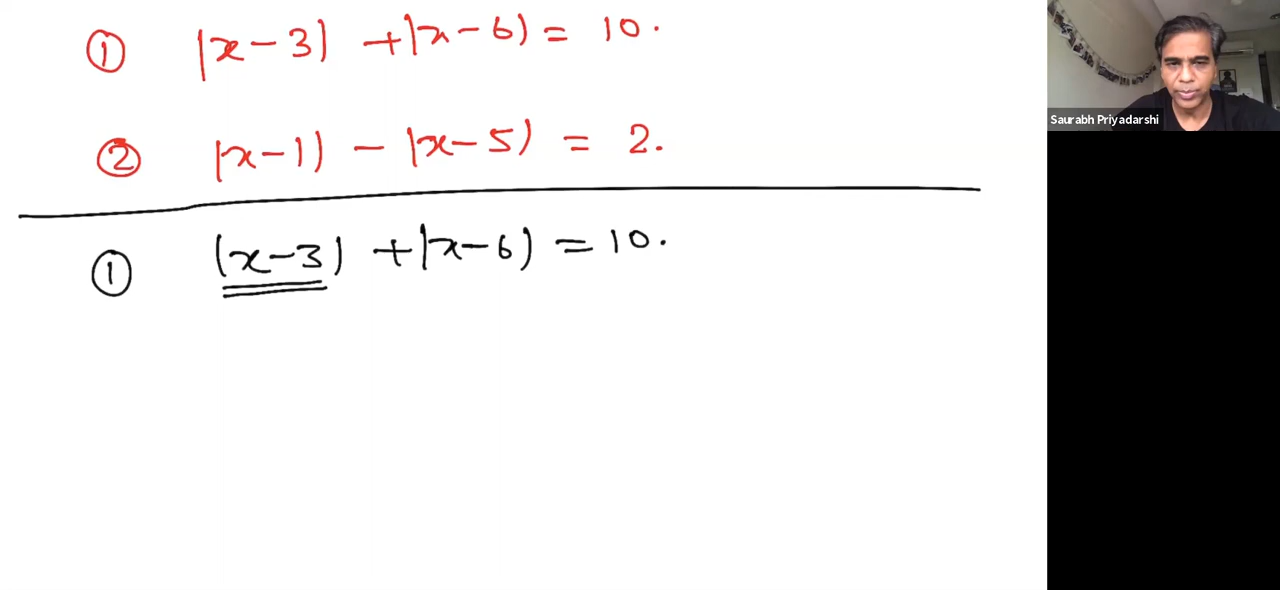 ① |x-3| + |x-6| = 10.
② |x-1| - |x-5| = 2.
① |x-3| + |x-6| = 10.
Saurabh Priyadarshi